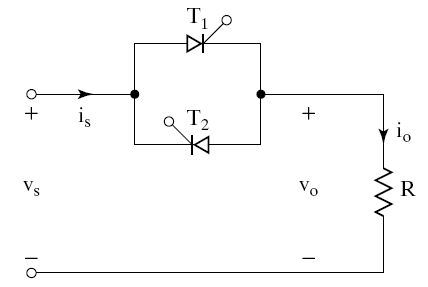 T1
+
is
T2
+
io
vs
vo
R
−
−